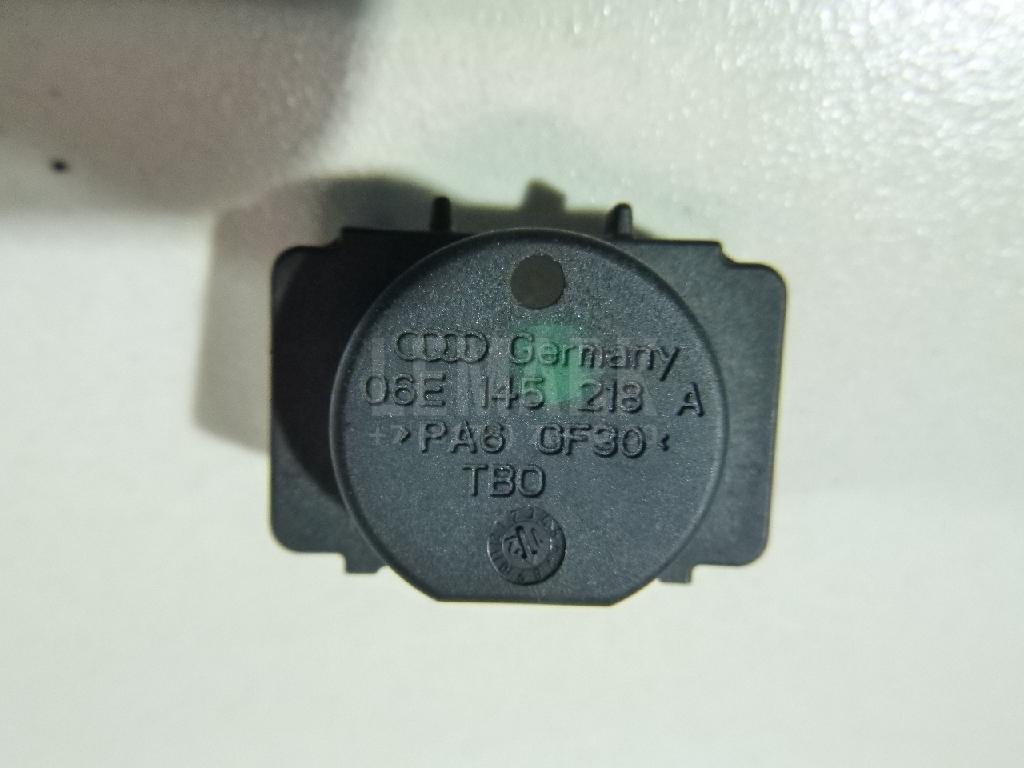 Germany
06E 145 218 A
>PA6 GF30<
TBO